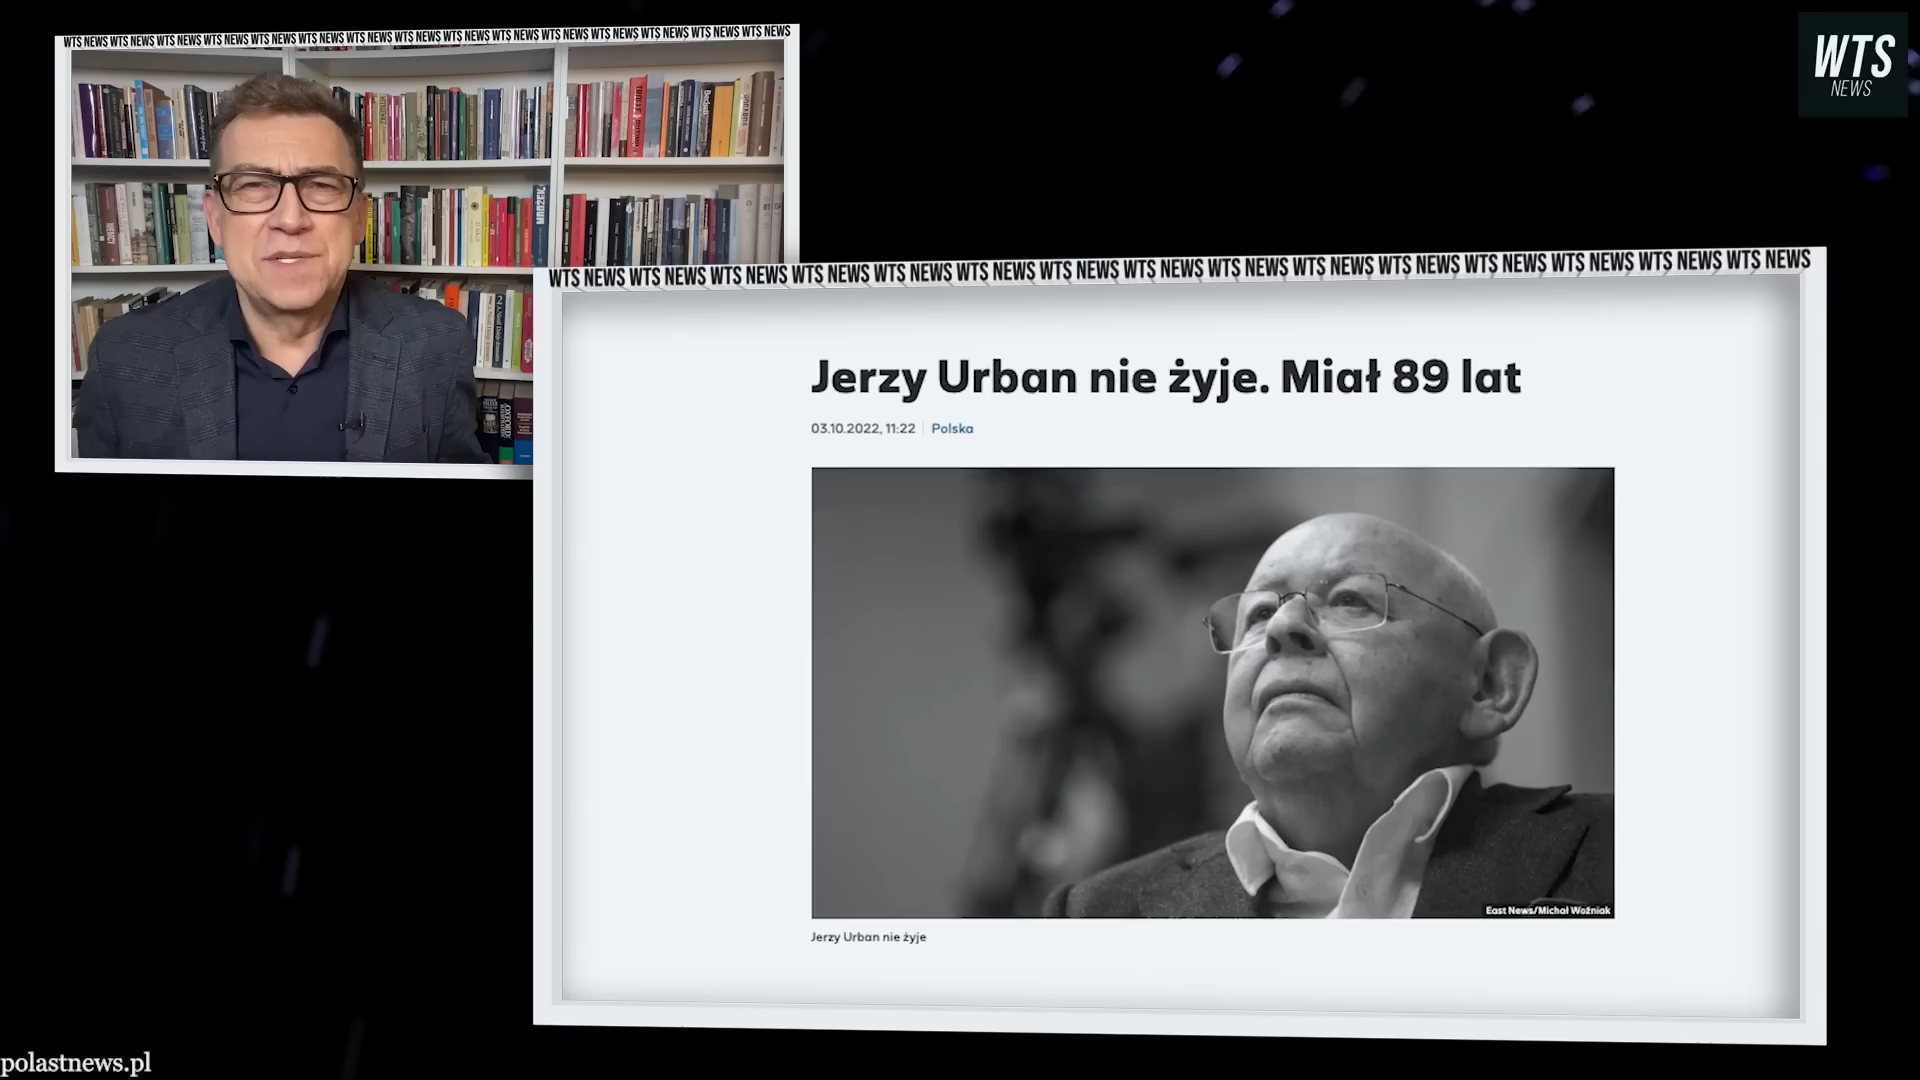 WTS NEWS WTS NEWS WTS NEWS WTS NEWS WTS NEWS WTS NEWS WTS NEWS WTS NEWS WTS NEWS WTS NEWS WTS NEWS WTS NEWS WTS NEWS WTS NEWS WTS NEWS
WTS
NEWS
MROŻEK
OXFORD
WTS NEWS WTS NEWS WTS NEWS WTS NEWS WTS NEWS WTS NEWS WTS NEWS WTS NEWS WTS NEWS WTS NEWS WTS NEWS WTS NEWS WTS NEWS WTS NEWS WTS NEWS
Jerzy Urban nie żyje. Miał 89 lat
03.10.2022, 11:22 | Polska
East News/Michał Woźniak
Jerzy Urban nie żyje
polastnews.pl